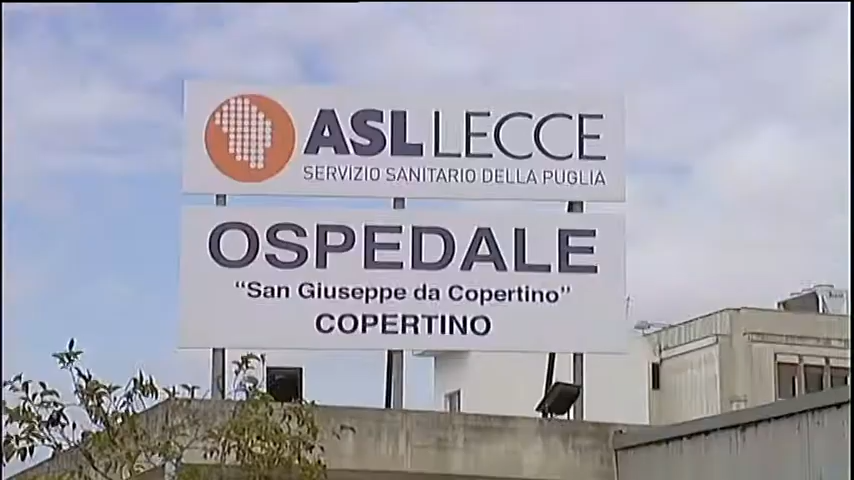 ASL LECCE
SERVIZIO SANITARIO DELLA PUGLIA
OSPEDALE
"San Giuseppe da Copertino"
COPERTINO